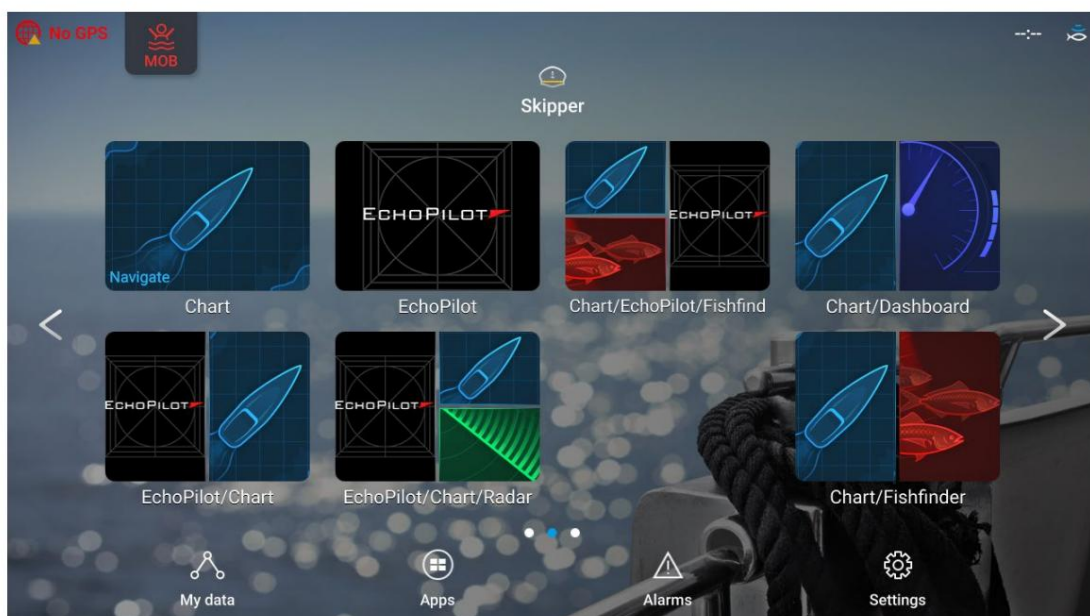 No GPS
MOB
--:--
Skipper
ECHOPILOT
ECHOPILOT
Navigate
Chart
EchoPilot
Chart/EchoPilot/Fishfind
Chart/Dashboard
ECHOPILOT
ECHOPILOT
EchoPilot/Chart
EchoPilot/Chart/Radar
Chart/Fishfinder
My data
Apps
Alarms
Settings